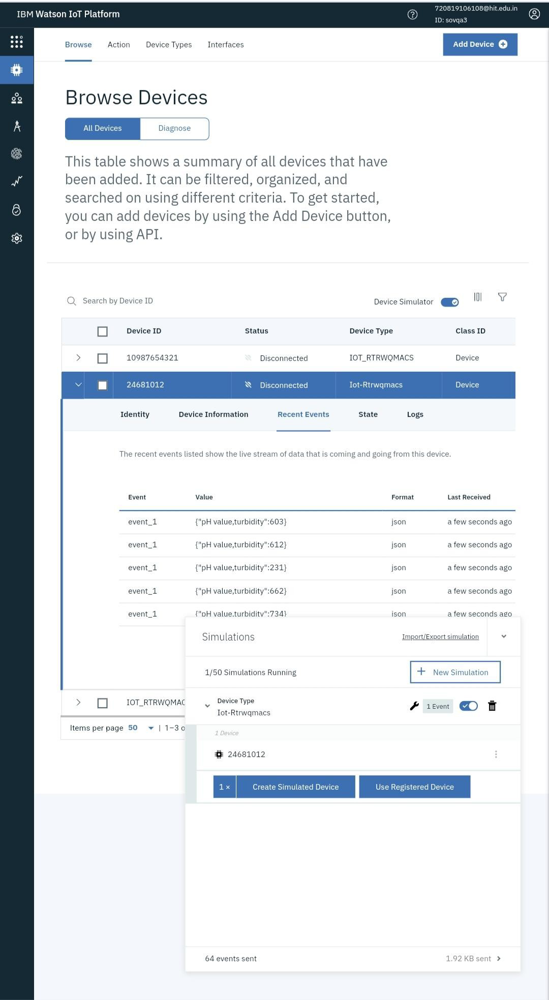 IBM Watson IoT Platform
720819106108@hit.edu.in
ID: sovqa3
Browse Action Device Types Interfaces
Add Device
Browse Devices
All Devices Diagnose
This table shows a summary of all devices that have
been added. It can be filtered, organized, and
searched on using different criteria. To get started,
you can add devices by using the Add Device button,
or by using API.
Search by Device ID
Device Simulator
Device ID Status Device Type Class ID
10987654321 Disconnected IOT_RTRWQMACS Device
24681012 Disconnected Iot-Rtrwqmacs Device
Identity Device Information Recent Events State Logs
The recent events listed show the live stream of data that is coming and going from this device.
Event Value Format Last Received
event_1 {"pH value,turbidity":603} json a few seconds ago
event_1 {"pH value,turbidity":612} json a few seconds ago
event_1 {"pH value,turbidity":231} json a few seconds ago
event_1 {"pH value,turbidity":662} json a few seconds ago
event_1 {"pH value,turbidity":734} json a few seconds ago
Simulations Import/Export simulation
1/50 Simulations Running + New Simulation
Device Type
Iot-Rtrwqmacs
1 Event
IOT_RTRWQMAC
Items per page 50 | 1–3 o
1 Device
24681012
1 × Create Simulated Device Use Registered Device
64 events sent 1.92 KB sent